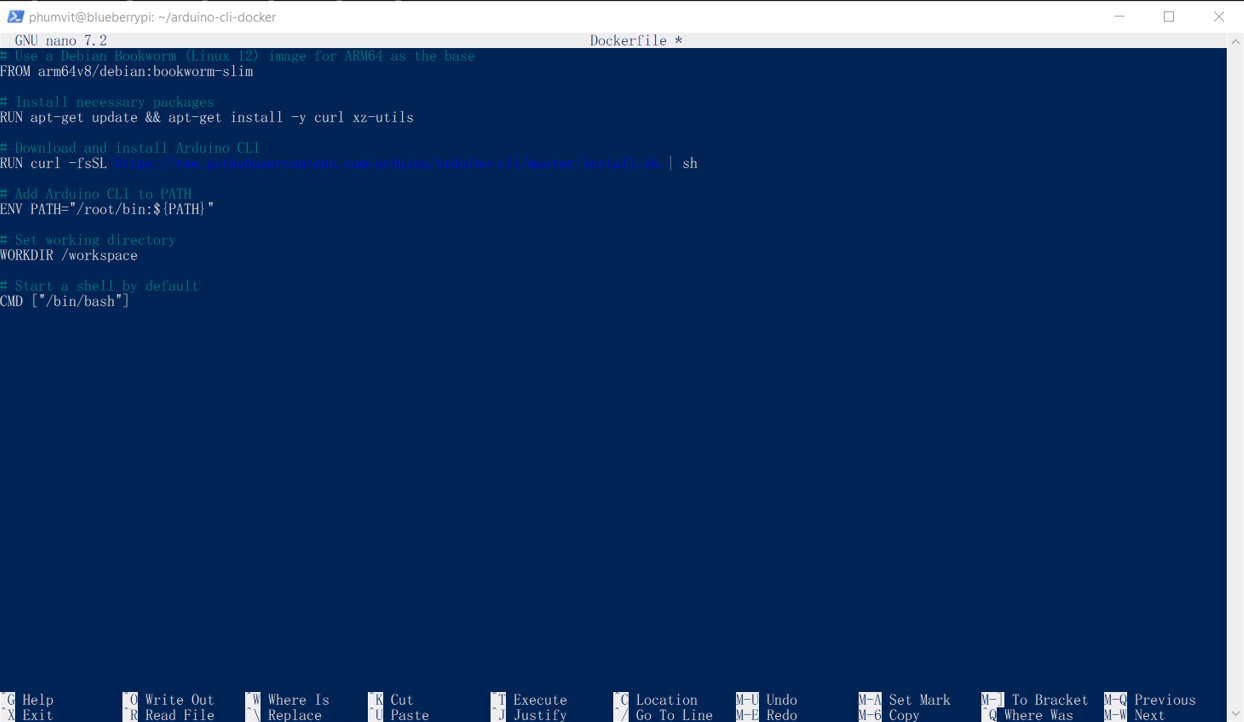 phumvit@blueberrypi: ~/arduino-cli-docker
GNU nano 7.2 Dockerfile *
# Use a Debian Bookworm (Linux 12) image for ARM64 as the base
FROM arm64v8/debian:bookworm-slim
# Install necessary packages
RUN apt-get update && apt-get install -y curl xz-utils
# Download and install Arduino CLI
RUN curl -fsSL https://raw.githubusercontent.com/arduino/arduino-cli/master/install.sh | sh
# Add Arduino CLI to PATH
ENV PATH="/root/bin:${PATH}"
# Set working directory
WORKDIR /workspace
# Start a shell by default
CMD ["/bin/bash"]
^G Help ^O Write Out ^W Where Is ^K Cut ^T Execute ^C Location M-U Undo M-A Set Mark M-] To Bracket M-Q Previous
^X Exit ^R Read File ^\ Replace ^U Paste ^J Justify ^/ Go To Line M-E Redo M-6 Copy ^Q Where Was M-W Next